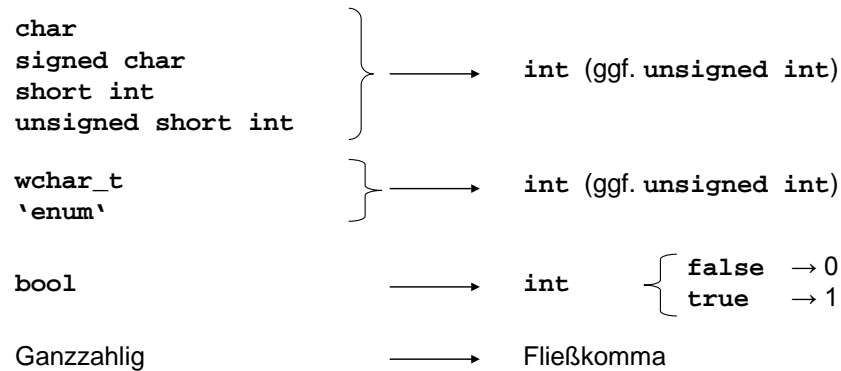 char
signed char
short int
unsigned short int
int (ggf. unsigned int)
wchar_t
‘enum‘
int (ggf. unsigned int)
bool
int
false → 0
true → 1
Ganzzahlig
Fließkomma